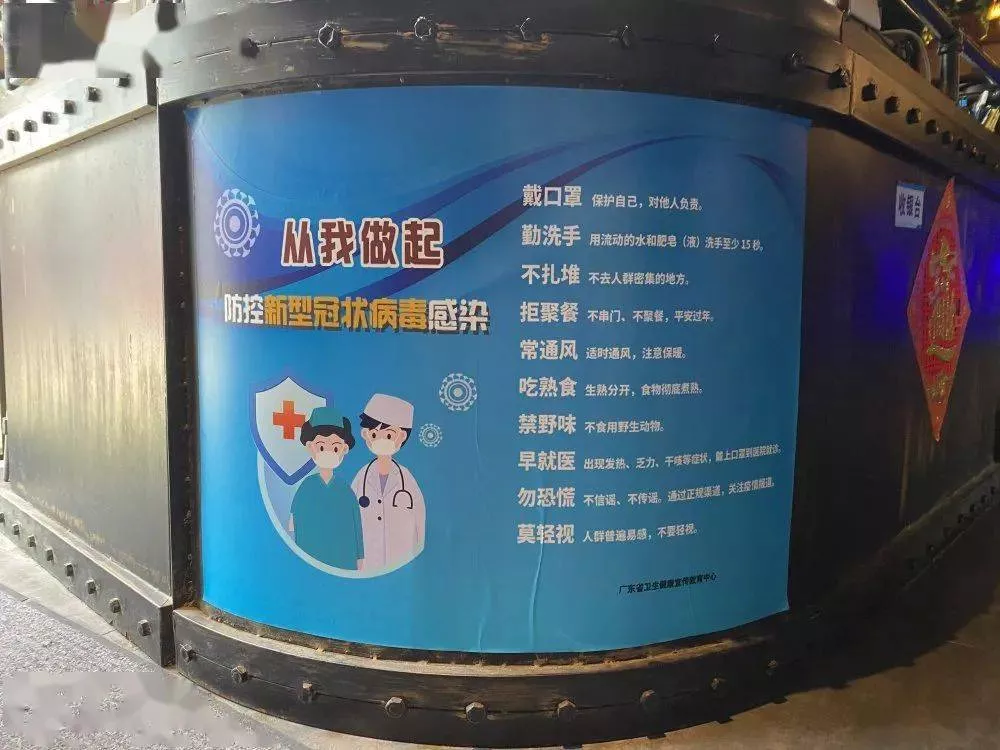 从我做起
防控新型冠状病毒感染
戴口罩 保护自己，对他人负责。
勤洗手 用流动的水和肥皂（液）洗手至少 15 秒。
不扎堆 不去人群密集的地方。
拒聚餐 不串门、不聚餐，平安过年。
常通风 适时通风，注意保暖。
吃熟食 生熟分开，食物彻底煮熟。
禁野味 不食用野生动物。
早就医 出现发热、乏力、干咳等症状，戴上口罩到医院就诊。
勿恐慌 不信谣、不传谣。通过正规渠道，关注疫情报道。
莫轻视 人群普遍易感，不要轻视。
广东省卫生健康宣传教育中心
收银台